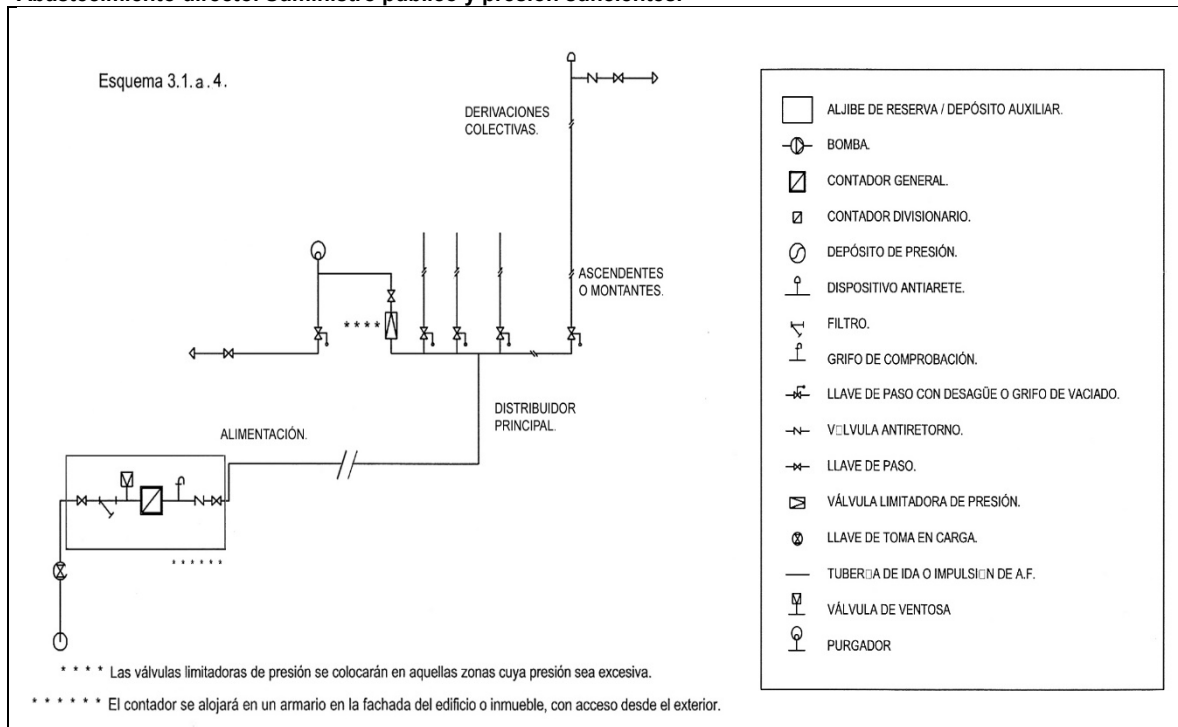 Abastecimiento directo. Suministro público y presión suficientes.
Esquema 3.1.a.4.
DERIVACIONES
COLECTIVAS.
ASCENDENTES
O MONTANTES.
* * * *
DISTRIBUIDOR
PRINCIPAL.
ALIMENTACIÓN.
* * * * * *
* * * * Las válvulas limitadoras de presión se colocarán en aquellas zonas cuya presión sea excesiva.
* * * * * * El contador se alojará en un armario en la fachada del edificio o inmueble, con acceso desde el exterior.
ALJIBE DE RESERVA / DEPÓSITO AUXILIAR.
BOMBA.
CONTADOR GENERAL.
CONTADOR DIVISIONARIO.
DEPÓSITO DE PRESIÓN.
DISPOSITIVO ANTIARETE.
FILTRO.
GRIFO DE COMPROBACIÓN.
LLAVE DE PASO CON DESAGÜE O GRIFO DE VACIADO.
V□LVULA ANTIRETORNO.
LLAVE DE PASO.
VÁLVULA LIMITADORA DE PRESIÓN.
LLAVE DE TOMA EN CARGA.
TUBER□A DE IDA O IMPULSI□N DE A.F.
VÁLVULA DE VENTOSA
PURGADOR